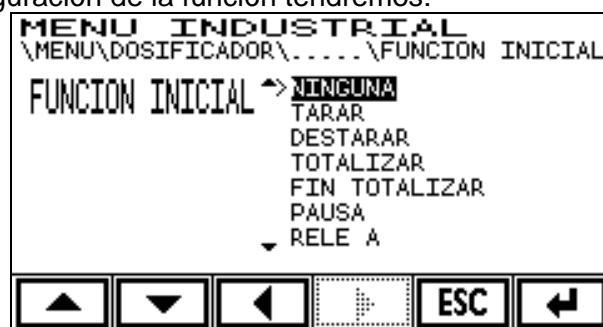 guración de la función tendremos:
MENU INDUSTRIAL
\MENU\DOSIFICADOR\.....\FUNCION INICIAL
FUNCION INICIAL
NINGUNA
TARAR
DESTARAR
TOTALIZAR
FIN TOTALIZAR
PAUSA
RELE A
ESC